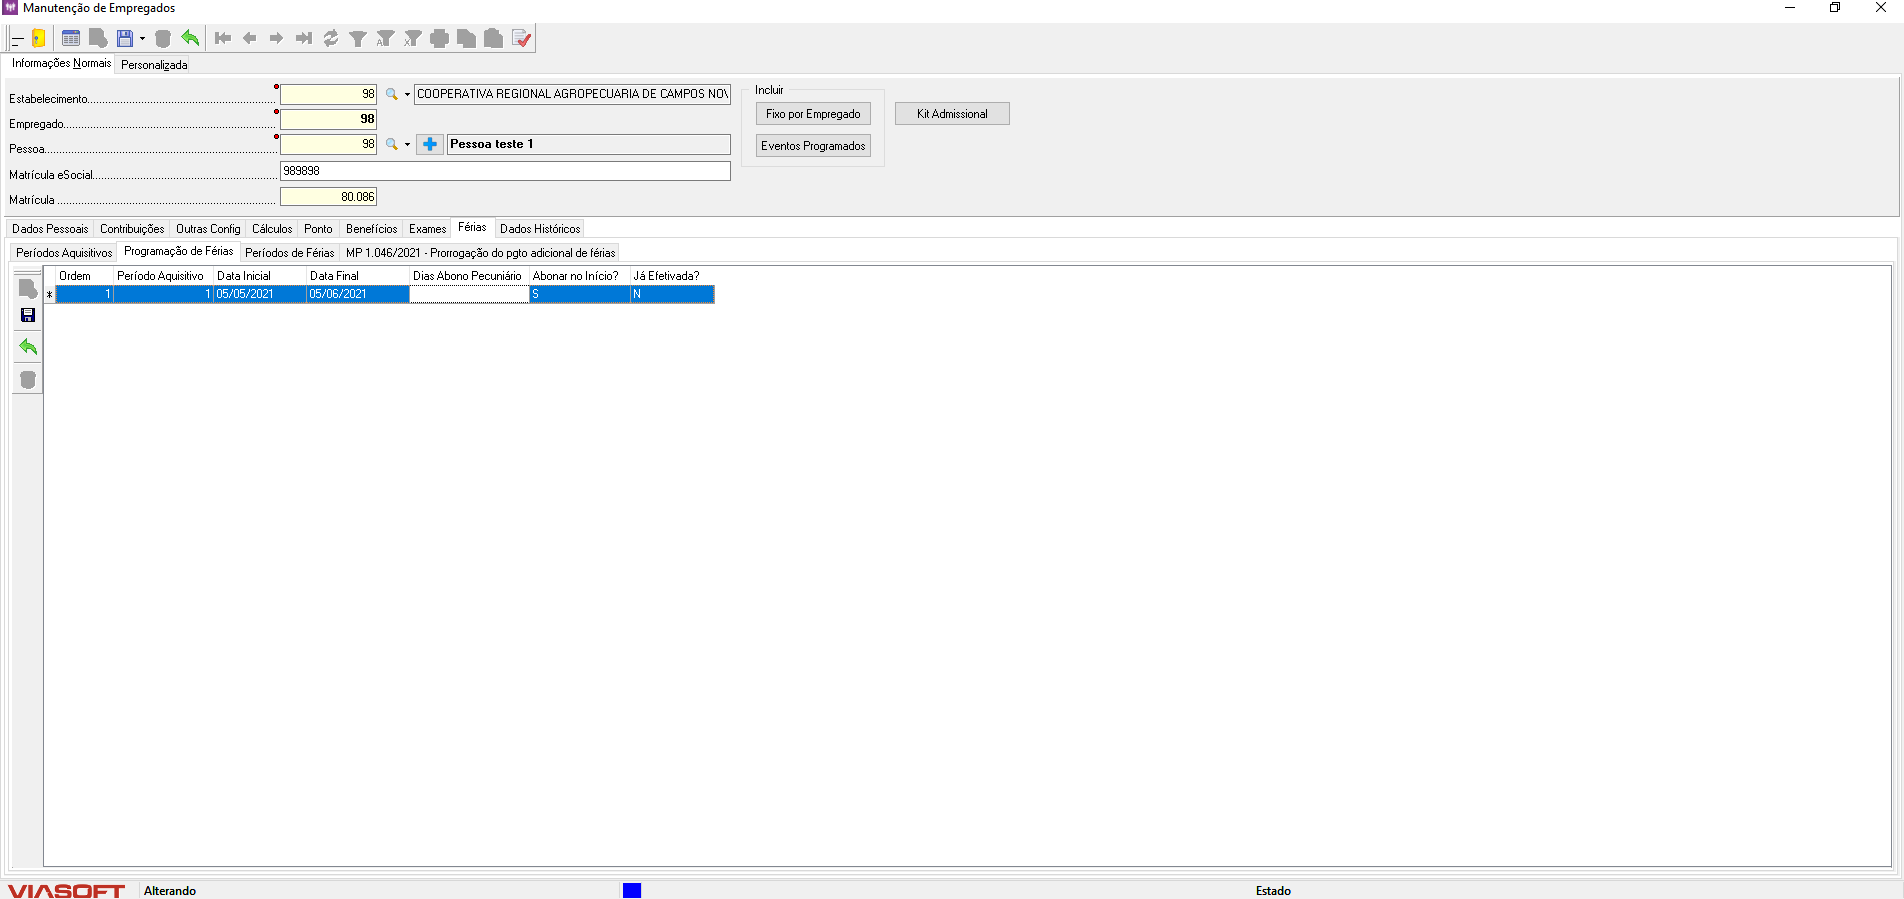 Manutenção de Empregados
Informações Normais Personalizada
Estabelecimento 98 COOPERATIVA REGIONAL AGROPECUARIA DE CAMPOS NOV
Empregado 98
Pessoa 98 Pessoa teste 1
Matrícula eSocial 989898
Matrícula 80.086
Incluir
Fixo por Empregado
Eventos Programados
Kit Admissional
Dados Pessoais Contribuições Outras Config Cálculos Ponto Benefícios Exames Férias Dados Históricos
Períodos Aquisitivos Programação de Férias Períodos de Férias MP 1.046/2021 - Prorrogação do pgto adicional de férias
Ordem Período Aquisitivo Data Inicial Data Final Dias Abono Pecuniário Abonar no Início? Já Efetivada?
* 1 1 05/05/2021 05/06/2021 S N
VIASOFT Alterando Estado